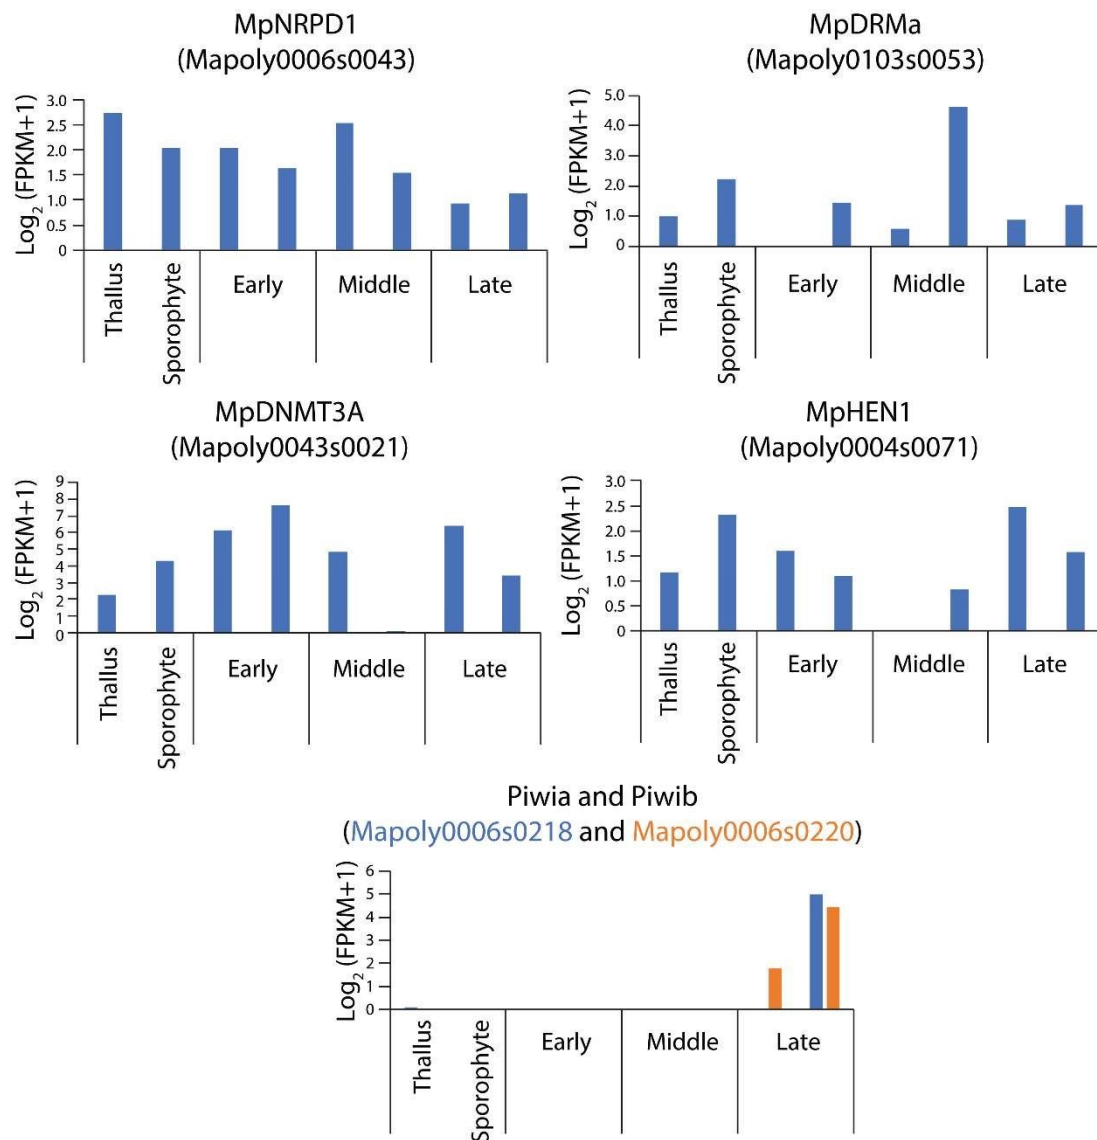 MpNRPD1
(Mapoly0006s0043)
Log2 (FPKM+1)
3.0
2.5
2.0
1.5
1.0
0.5
0
Thallus
Sporophyte
Early
Middle
Late
MpDRMa
(Mapoly0103s0053)
Log2 (FPKM+1)
5.0
4.0
3.0
2.0
1.0
0
Thallus
Sporophyte
Early
Middle
Late
MpDNMT3A
(Mapoly0043s0021)
Log2 (FPKM+1)
9
8
7
6
5
4
3
2
1
0
Thallus
Sporophyte
Early
Middle
Late
MpHEN1
(Mapoly0004s0071)
Log2 (FPKM+1)
3.0
2.5
2.0
1.5
1.0
0.5
0
Thallus
Sporophyte
Early
Middle
Late
Piwia and Piwib
(Mapoly0006s0218 and Mapoly0006s0220)
Log2 (FPKM+1)
6
5
4
3
2
1
0
Thallus
Sporophyte
Early
Middle
Late